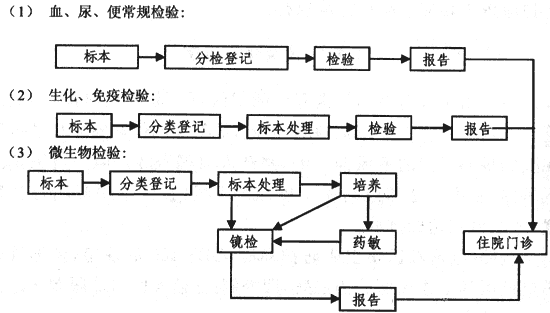 (1) 血、尿、便常规检验:
标本 分检登记 检验 报告
(2) 生化、免疫检验:
标本 分类登记 标本处理 检验 报告
(3) 微生物检验:
标本 分类登记 标本处理 培养
镜检 药敏 住院门诊
报告